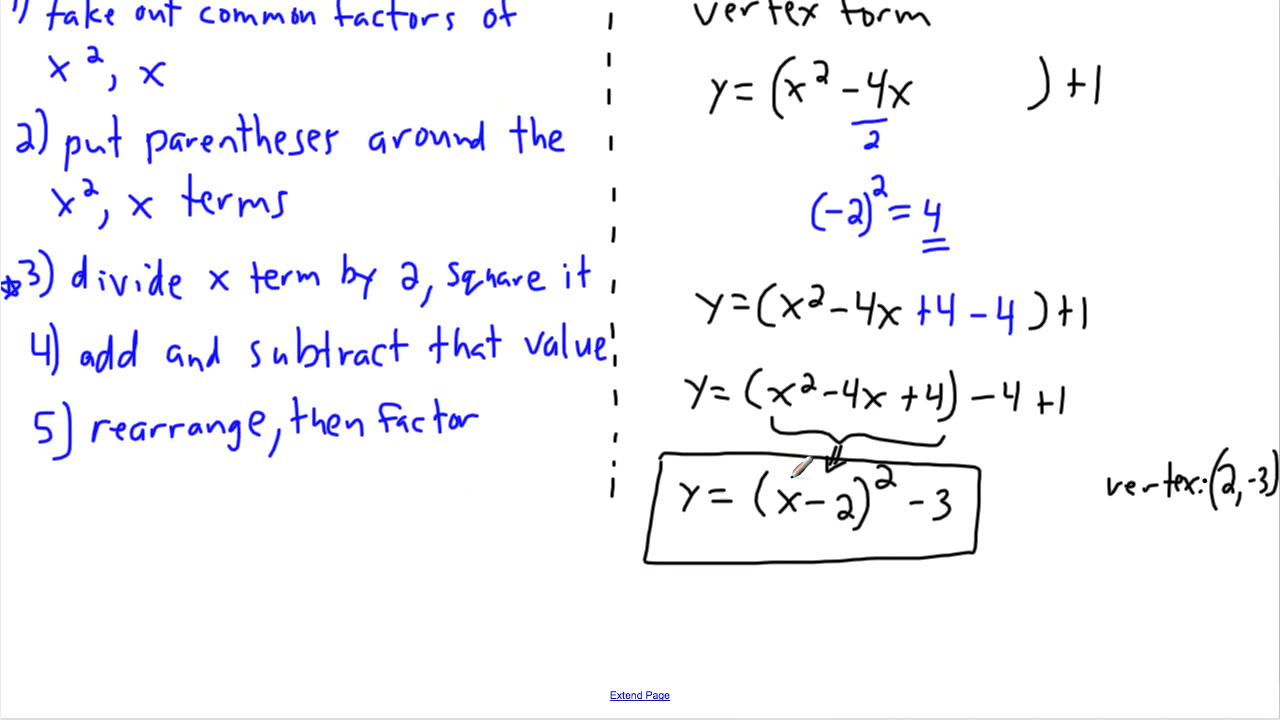 1) take out common factors of
x², x
2) put parentheses around the
x², x terms
3) divide x term by 2, square it
4) add and subtract that value
5) rearrange, then factor
vertex form
y = (x² - 4x ) + 1
2
(-2)² = 4
y = (x² - 4x + 4 - 4 ) + 1
y = (x² - 4x + 4) - 4 + 1
y = (x - 2)² - 3
vertex: (2, -3)
Extend Page